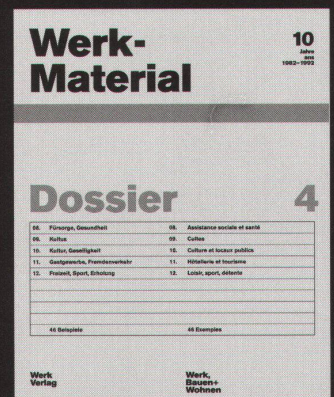 Werk-
Material
10
Jahre
ans
1982–1992
Dossier 4
08. Fürsorge, Gesundheit 08. Assistance sociale et santé
09. Kultus 09. Cultes
10. Kultur, Geselligkeit 10. Culture et locaux publics
11. Gastgewerbe, Fremdenverkehr 11. Hôtellerie et tourisme
12. Freizeit, Sport, Erholung 12. Loisir, sport, détente
46 Beispiele 46 Exemples
Werk
Verlag
Werk,
Bauen+
Wohnen